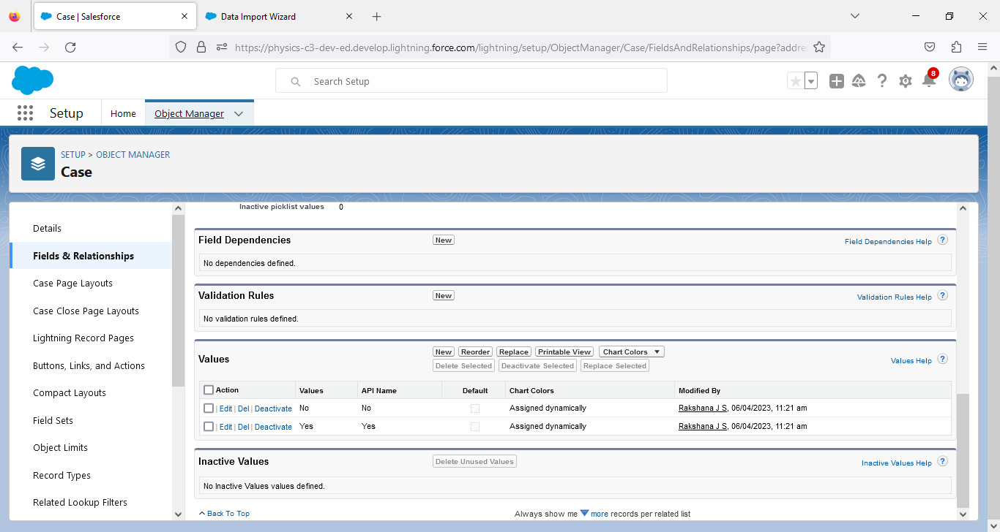 Case | Salesforce
Data Import Wizard
https://physics-c3-dev-ed.develop.lightning.force.com/lightning/setup/ObjectManager/Case/FieldsAndRelationships/page?addre
Search Setup
8
Setup
Home
Object Manager
SETUP > OBJECT MANAGER
Case
Details
Fields & Relationships
Case Page Layouts
Case Close Page Layouts
Lightning Record Pages
Buttons, Links, and Actions
Compact Layouts
Field Sets
Object Limits
Record Types
Related Lookup Filters
Inactive picklist values 0
Field Dependencies New Field Dependencies Help ?
No dependencies defined.
Validation Rules New Validation Rules Help ?
No validation rules defined.
Values New Reorder Replace Printable View Chart Colors Values Help ?
Delete Selected Deactivate Selected Replace Selected
Action Values API Name Default Chart Colors Modified By
| Edit | Del | Deactivate No No Assigned dynamically Rakshana J S, 06/04/2023, 11:21 am
| Edit | Del | Deactivate Yes Yes Assigned dynamically Rakshana J S, 06/04/2023, 11:21 am
Inactive Values Delete Unused Values Inactive Values Help ?
No Inactive Values values defined.
Back To Top Always show me more records per related list